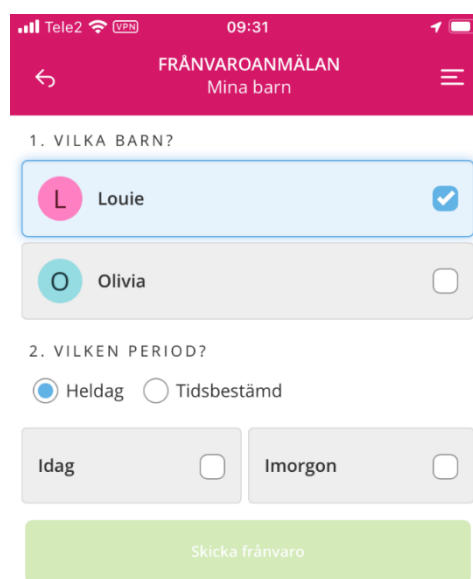 Tele2 VPN 09:31
FRÅNVAROANMÄLAN
Mina barn
1. VILKA BARN?
L Louie
O Olivia
2. VILKEN PERIOD?
Heldag Tidsbestämd
Idag Imorgon
Skicka frånvaro